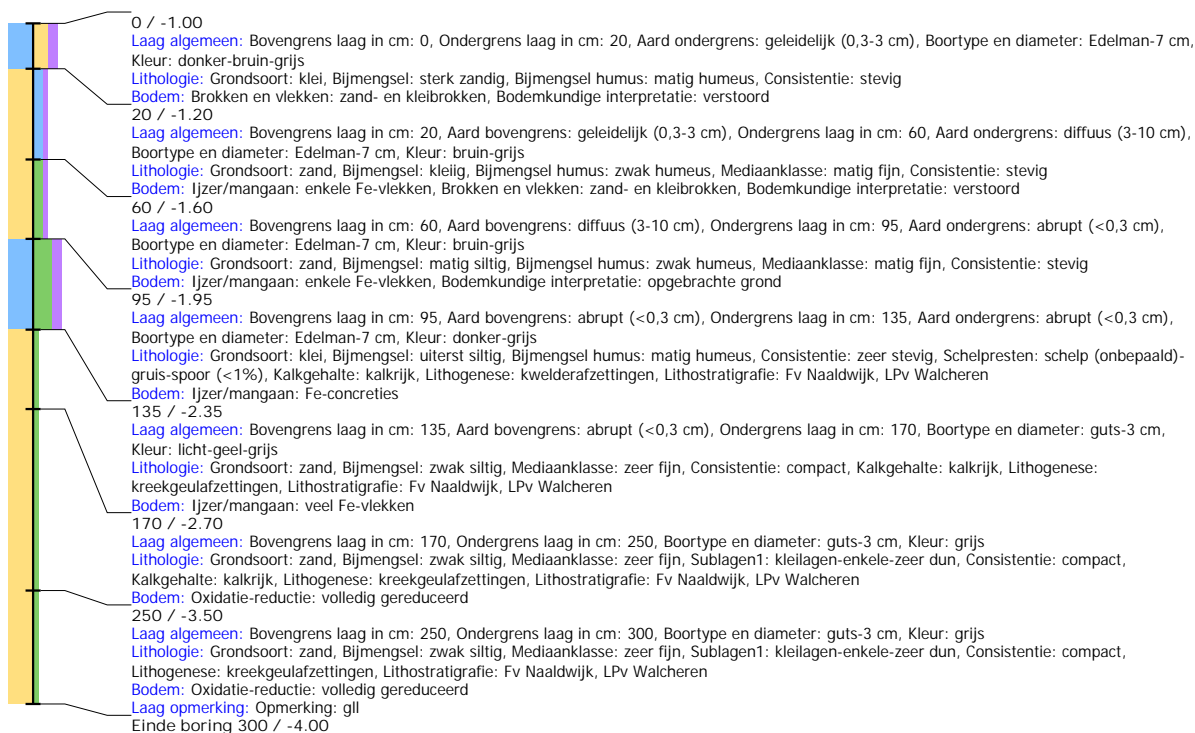 0 / -1.00
Laag algemeen: Bovengrens laag in cm: 0, Ondergrens laag in cm: 20, Aard ondergrens: geleidelijk (0,3-3 cm), Boortype en diameter: Edelman-7 cm,
Kleur: donker-bruin-grijs
Lithologie: Grondsoort: klei, Bijmengsel: sterk zandig, Bijmengsel humus: matig humeus, Consistentie: stevig
Bodem: Brokken en vlekken: zand- en kleibrokken, Bodemkundige interpretatie: verstoord
20 / -1.20
Laag algemeen: Bovengrens laag in cm: 20, Aard bovengrens: geleidelijk (0,3-3 cm), Ondergrens laag in cm: 60, Aard ondergrens: diffuus (3-10 cm),
Boortype en diameter: Edelman-7 cm, Kleur: bruin-grijs
Lithologie: Grondsoort: zand, Bijmengsel: kleiig, Bijmengsel humus: zwak humeus, Mediaanklasse: matig fijn, Consistentie: stevig
Bodem: Ijzer/mangaan: enkele Fe-vlekken, Brokken en vlekken: zand- en kleibrokken, Bodemkundige interpretatie: verstoord
60 / -1.60
Laag algemeen: Bovengrens laag in cm: 60, Aard bovengrens: diffuus (3-10 cm), Ondergrens laag in cm: 95, Aard ondergrens: abrupt (<0,3 cm),
Boortype en diameter: Edelman-7 cm, Kleur: bruin-grijs
Lithologie: Grondsoort: zand, Bijmengsel: matig siltig, Bijmengsel humus: zwak humeus, Mediaanklasse: matig fijn, Consistentie: stevig
Bodem: Ijzer/mangaan: enkele Fe-vlekken, Bodemkundige interpretatie: opgebrachte grond
95 / -1.95
Laag algemeen: Bovengrens laag in cm: 95, Aard bovengrens: abrupt (<0,3 cm), Ondergrens laag in cm: 135, Aard ondergrens: abrupt (<0,3 cm),
Boortype en diameter: Edelman-7 cm, Kleur: donker-grijs
Lithologie: Grondsoort: klei, Bijmengsel: uiterst siltig, Bijmengsel humus: matig humeus, Consistentie: zeer stevig, Schelpresten: schelp (onbepaald)-
gruis-spoor (<1%), Kalkgehalte: kalkrijk, Lithogenese: kwelderafzettingen, Lithostratigrafie: Fv Naaldwijk, LPv Walcheren
Bodem: Ijzer/mangaan: Fe-concreties
135 / -2.35
Laag algemeen: Bovengrens laag in cm: 135, Aard bovengrens: abrupt (<0,3 cm), Ondergrens laag in cm: 170, Boortype en diameter: guts-3 cm,
Kleur: licht-geel-grijs
Lithologie: Grondsoort: zand, Bijmengsel: zwak siltig, Mediaanklasse: zeer fijn, Consistentie: compact, Kalkgehalte: kalkrijk, Lithogenese:
kreekgeulafzettingen, Lithostratigrafie: Fv Naaldwijk, LPv Walcheren
Bodem: Ijzer/mangaan: veel Fe-vlekken
170 / -2.70
Laag algemeen: Bovengrens laag in cm: 170, Ondergrens laag in cm: 250, Boortype en diameter: guts-3 cm, Kleur: grijs
Lithologie: Grondsoort: zand, Bijmengsel: zwak siltig, Mediaanklasse: zeer fijn, Sublagen1: kleilagen-enkele-zeer dun, Consistentie: compact,
Kalkgehalte: kalkrijk, Lithogenese: kreekgeulafzettingen, Lithostratigrafie: Fv Naaldwijk, LPv Walcheren
Bodem: Oxidatie-reductie: volledig gereduceerd
250 / -3.50
Laag algemeen: Bovengrens laag in cm: 250, Ondergrens laag in cm: 300, Boortype en diameter: guts-3 cm, Kleur: grijs
Lithologie: Grondsoort: zand, Bijmengsel: zwak siltig, Mediaanklasse: zeer fijn, Sublagen1: kleilagen-enkele-zeer dun, Consistentie: compact,
Lithogenese: kreekgeulafzettingen, Lithostratigrafie: Fv Naaldwijk, LPv Walcheren
Bodem: Oxidatie-reductie: volledig gereduceerd
Laag opmerking: Opmerking: gll
Einde boring 300 / -4.00